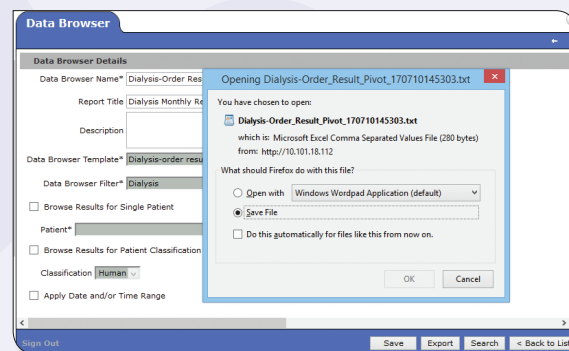 Data Browser
Data Browser Details
Data Browser Name* Dialysis-Order Res
Report Title Dialysis Monthly Re
Description
Data Browser Template* Dialysis-order resu
Data Browser Filter* Dialysis
Browse Results for Single Patient
Patient*
Browse Results for Patient Classification
Classification Human
Apply Date and/or Time Range
Opening Dialysis-Order_Result_Pivot_170710145303.txt
You have chosen to open:
Dialysis-Order_Result_Pivot_170710145303.txt
which is: Microsoft Excel Comma Separated Values File (280 bytes)
from: http://10.101.18.112
What should Firefox do with this file?
Open with Windows Wordpad Application (default)
Save File
Do this automatically for files like this from now on.
OK Cancel
Sign Out Save Export Search < Back to List